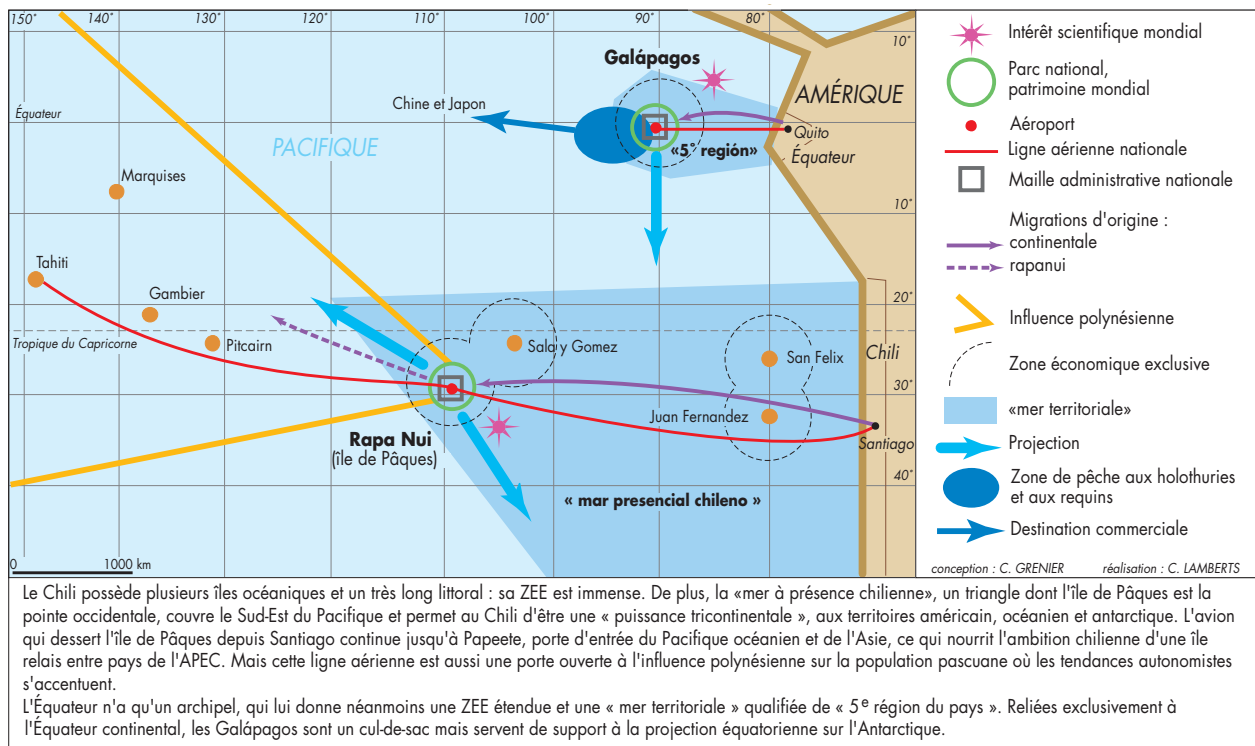 150° 130° 120° 110° 100° 90° 80°
10°
Intérêt scientifique mondial
Galápagos
Parc national,
patrimoine mondial
AMÉRIQUE
Chine et Japon
Équateur
Aéroport
PACIFIQUE
Quito
«5° región»
Équateur
Ligne aérienne nationale
Marquises
Maille administrative nationale
10°
Migrations d'origine :
continentale
rapanui
Tahiti
Gambier
20°
Influence polynésienne
Tropique du Capricorne
Pitcairn
Sala y Gomez
San Felix
Chili
Zone économique exclusive
30°
Juan Fernandez
«mer territoriale»
Rapa Nui
(île de Pâques)
Santiago
Projection
40°
« mar presencial chileno »
Zone de pêche aux holothuries
et aux requins
Destination commerciale
0 1000 km
conception : C. GRENIER réalisation : C. LAMBERTS
Le Chili possède plusieurs îles océaniques et un très long littoral : sa ZEE est immense. De plus, la «mer à présence chilienne», un triangle dont l'île de Pâques est la
pointe occidentale, couvre le Sud-Est du Pacifique et permet au Chili d'être une « puissance tricontinentale », aux territoires américain, océanien et antarctique. L'avion
qui dessert l'île de Pâques depuis Santiago continue jusqu'à Papeete, porte d'entrée du Pacifique océanien et de l'Asie, ce qui nourrit l'ambition chilienne d'une île
relais entre pays de l'APEC. Mais cette ligne aérienne est aussi une porte ouverte à l'influence polynésienne sur la population pascuane où les tendances autonomistes
s'accentuent.
L'Équateur n'a qu'un archipel, qui lui donne néanmoins une ZEE étendue et une « mer territoriale » qualifiée de « 5e région du pays ». Reliées exclusivement à
l'Équateur continental, les Galápagos sont un cul-de-sac mais servent de support à la projection équatorienne sur l'Antarctique.